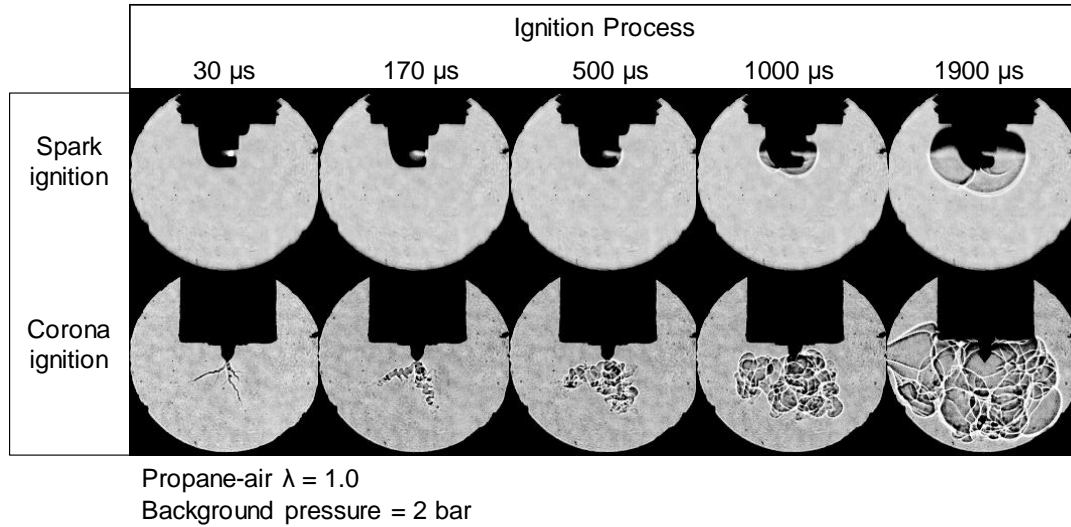 Ignition Process
30 µs 170 µs 500 µs 1000 µs 1900 µs
Spark
ignition
Corona
ignition
Propane-air λ = 1.0
Background pressure = 2 bar